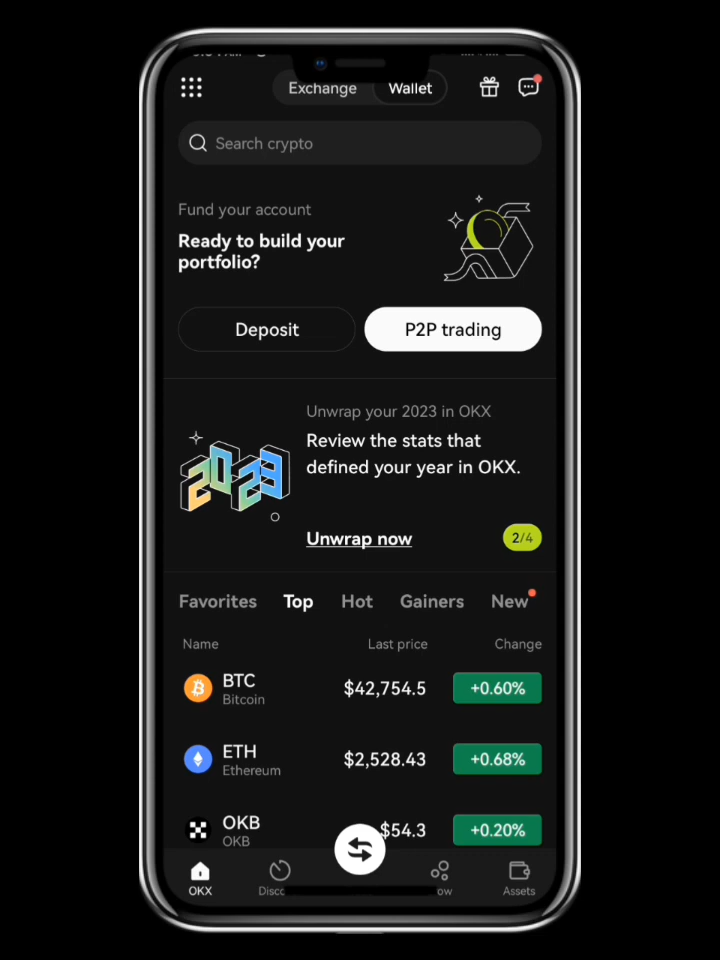 Exchange
Wallet
Search crypto
Fund your account
Ready to build your
portfolio?
Deposit
P2P trading
2023
Unwrap your 2023 in OKX
Review the stats that
defined your year in OKX.
Unwrap now
2/4
Favorites
Top
Hot
Gainers
New
Name
Last price
Change
BTC
Bitcoin
$42,754.5
+0.60%
ETH
Ethereum
$2,528.43
+0.68%
OKB
OKB
$54.3
+0.20%
OKX
Assets